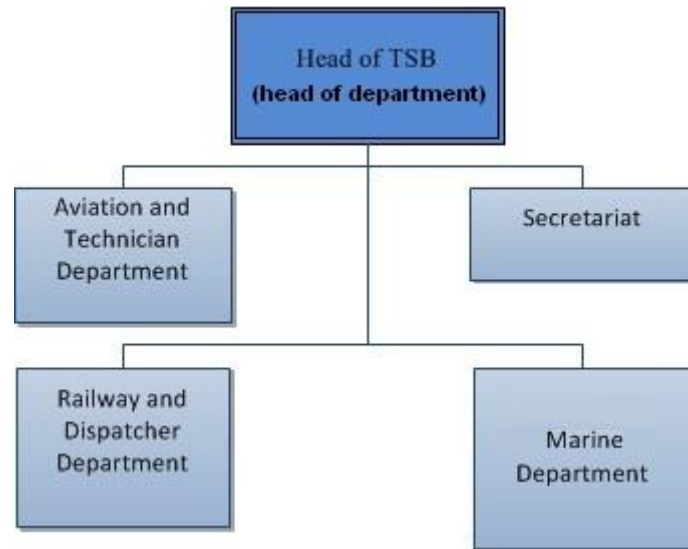 Head of TSB
(head of department)
Aviation and
Technician
Department
Secretariat
Railway and
Dispatcher
Department
Marine
Department